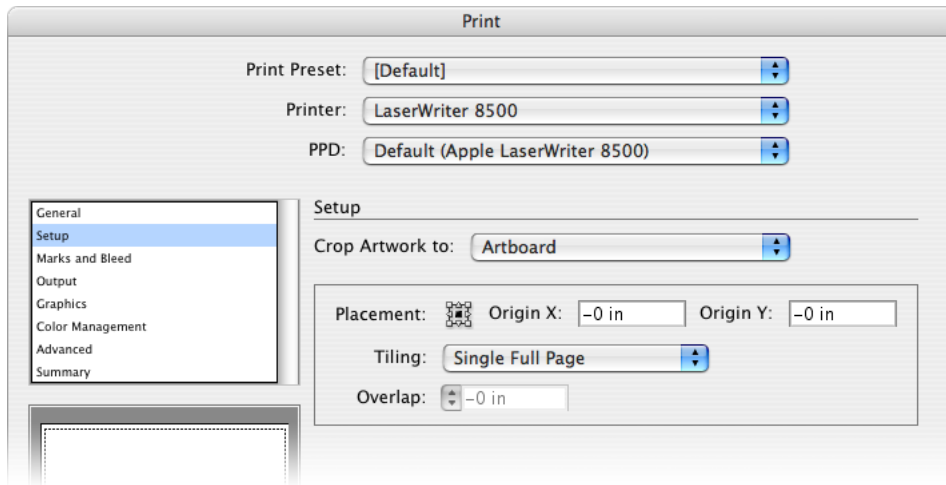 Print
Print Preset: [Default]
Printer: LaserWriter 8500
PPD: Default (Apple LaserWriter 8500)
General
Setup
Marks and Bleed
Output
Graphics
Color Management
Advanced
Summary
Setup
Crop Artwork to: Artboard
Placement: Origin X: -0 in Origin Y: -0 in
Tiling: Single Full Page
Overlap: -0 in